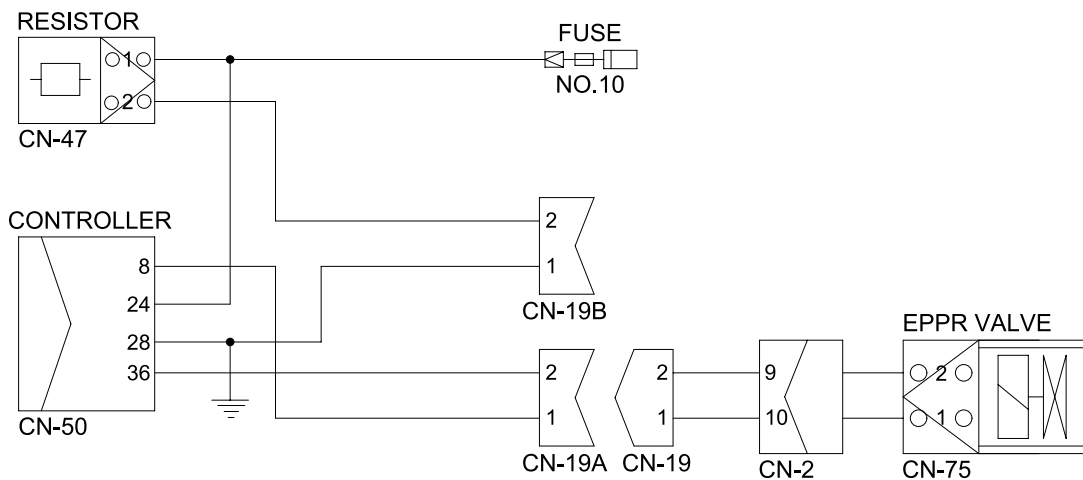 RESISTOR
FUSE
1
NO.10
2
CN-47
CONTROLLER
2
8
1
24
CN-19B
EPPR VALVE
28
36
2
2
9
2
1
1
10
1
CN-50
CN-19A
CN-19
CN-2
CN-75